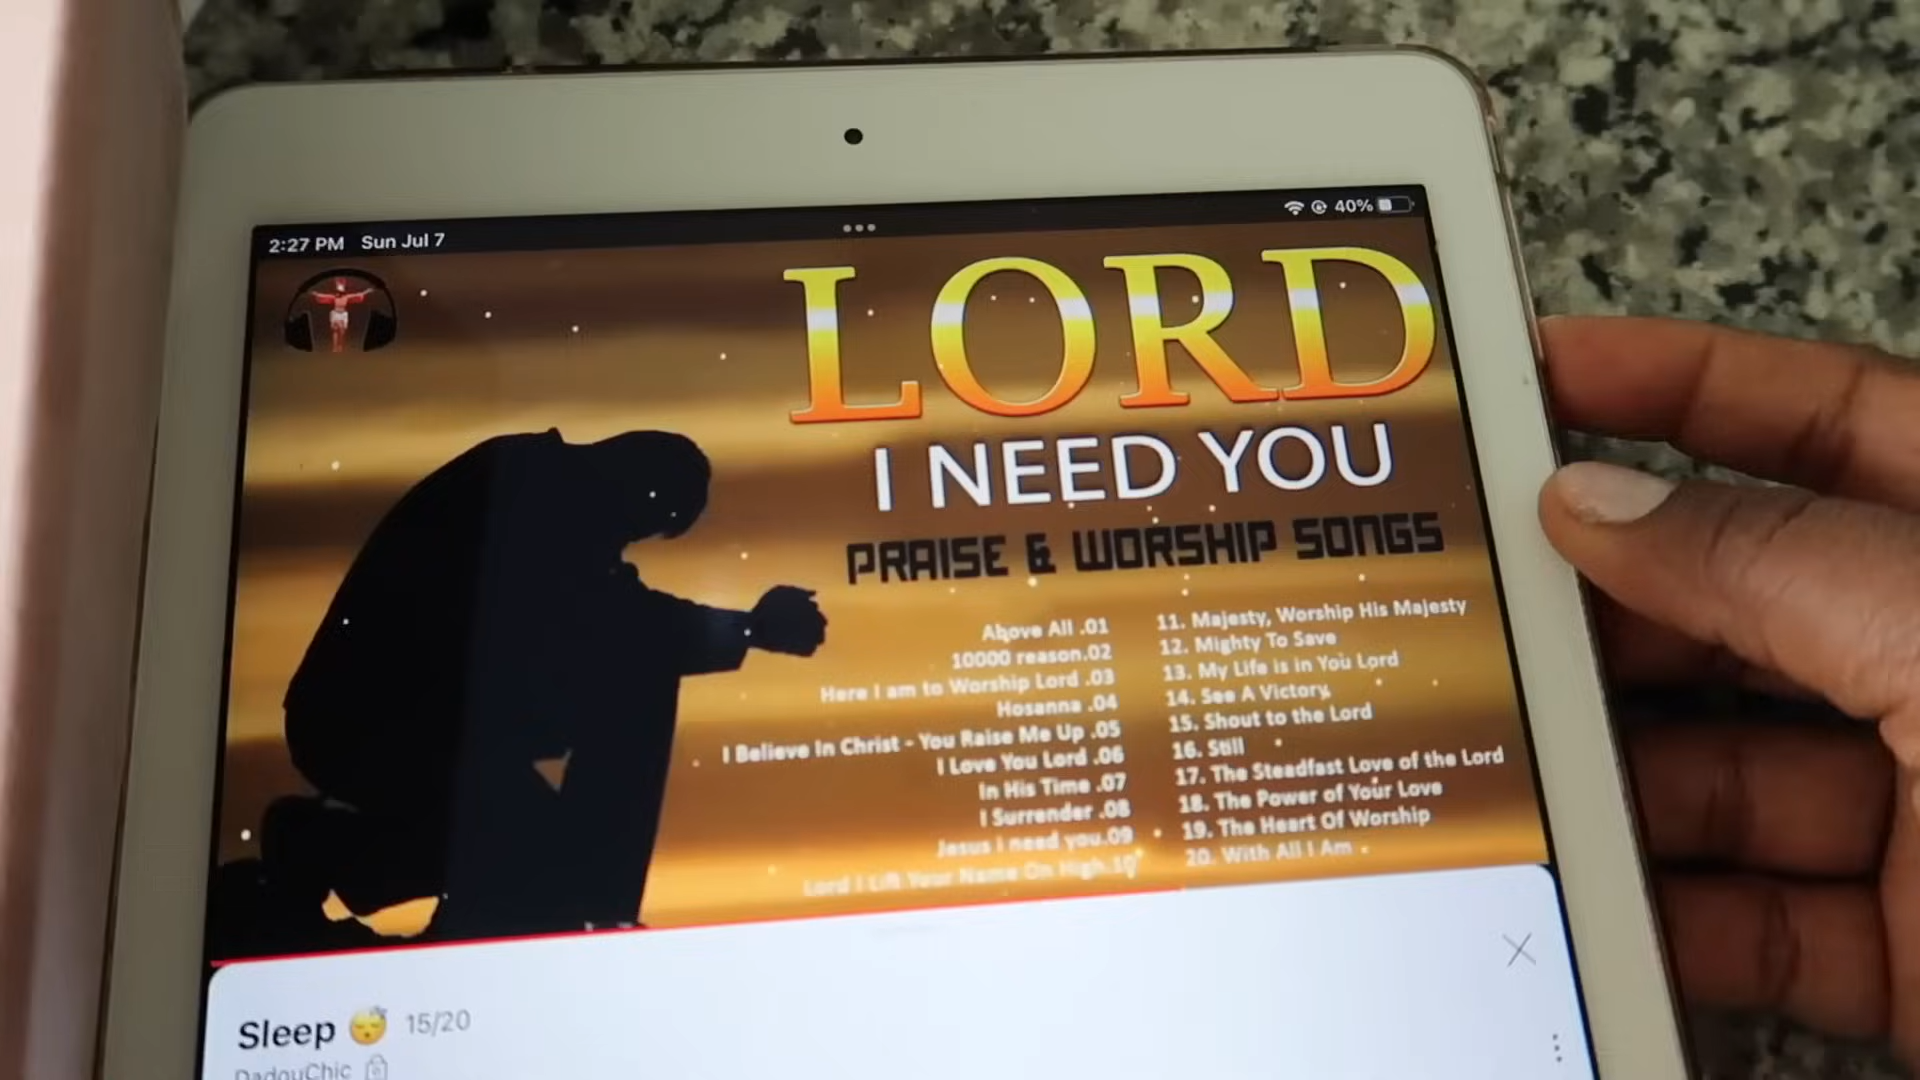 2:27 PM Sun Jul 7
40%
LORD
I NEED YOU
PRAISE & WORSHIP SONGS
Above All .01
10000 reason.02
Here I am to Worship Lord .03
Hosanna .04
I Believe In Christ - You Raise Me Up .05
I Love You Lord .06
In His Time .07
I Surrender .08
Jesus i need you.09
Lord I Lift Your Name On High.10
11. Majesty, Worship His Majesty
12. Mighty To Save
13. My Life is in You Lord
14. See A Victory
15. Shout to the Lord
16. Still
17. The Steadfast Love of the Lord
18. The Power of Your Love
19. The Heart Of Worship
20. With All I Am
Sleep 😴 15/20
DadouChic